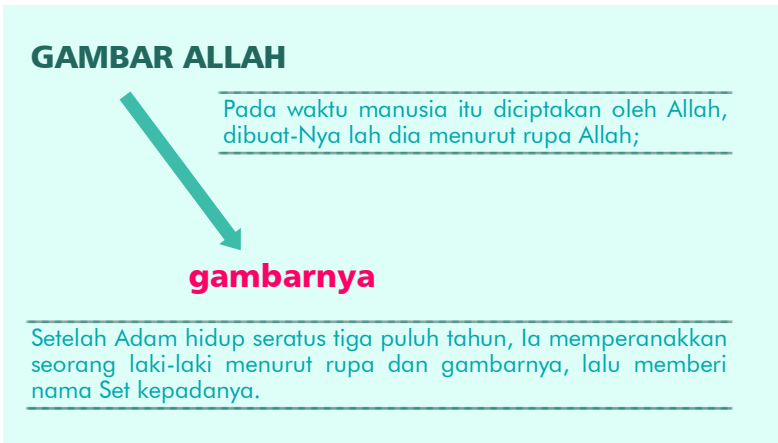 GAMBAR ALLAH
Pada waktu manusia itu diciptakan oleh Allah,
dibuat-Nya lah dia menurut rupa Allah;
gambarnya
Setelah Adam hidup seratus tiga puluh tahun, Ia memperanakkan
seorang laki-laki menurut rupa dan gambarnya, lalu memberi
nama Set kepadanya.